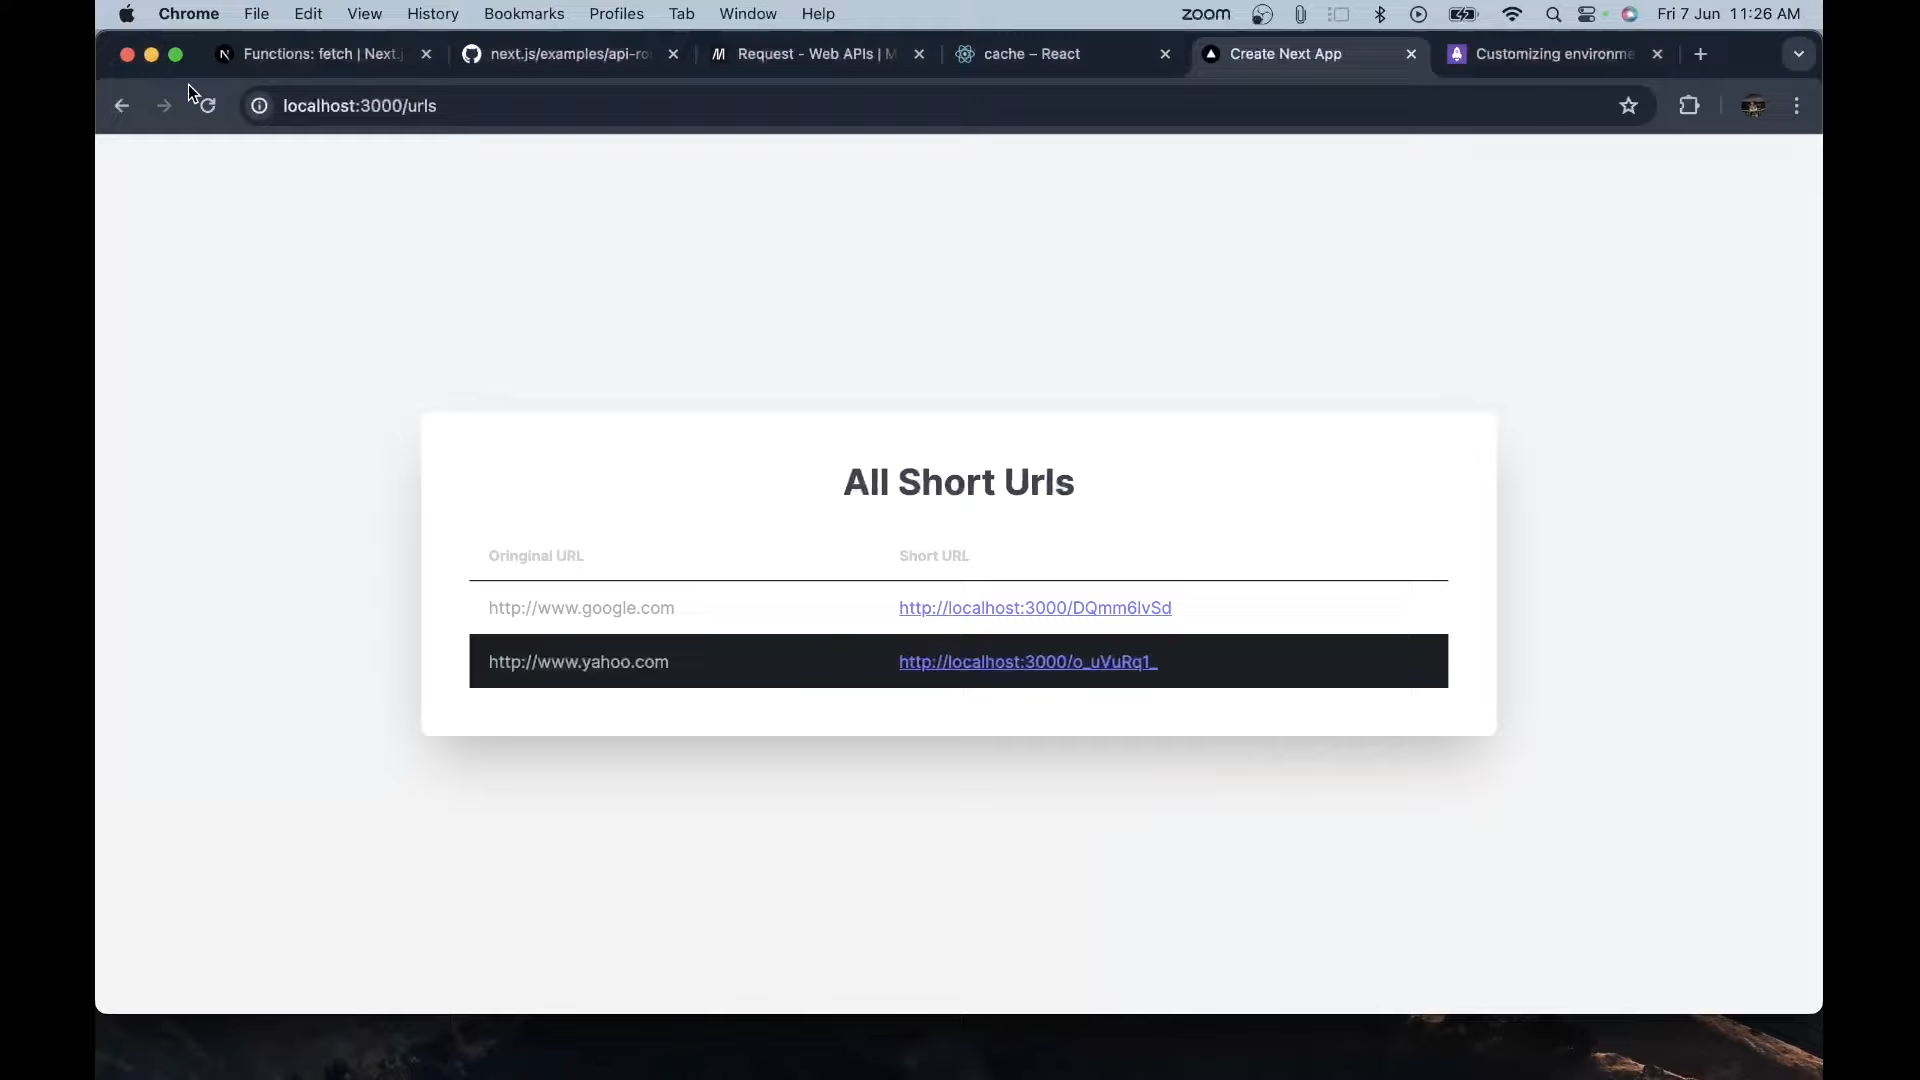 Chrome File Edit View History Bookmarks Profiles Tab Window Help zoom Fri 7 Jun 11:26 AM
Functions: fetch | Next. next.js/examples/api-ro Request - Web APIs | M cache – React Create Next App Customizing environme
localhost:3000/urls
All Short Urls
Oringinal URL Short URL
http://www.google.com http://localhost:3000/DQmm6lvSd
http://www.yahoo.com http://localhost:3000/o_uVuRq1_